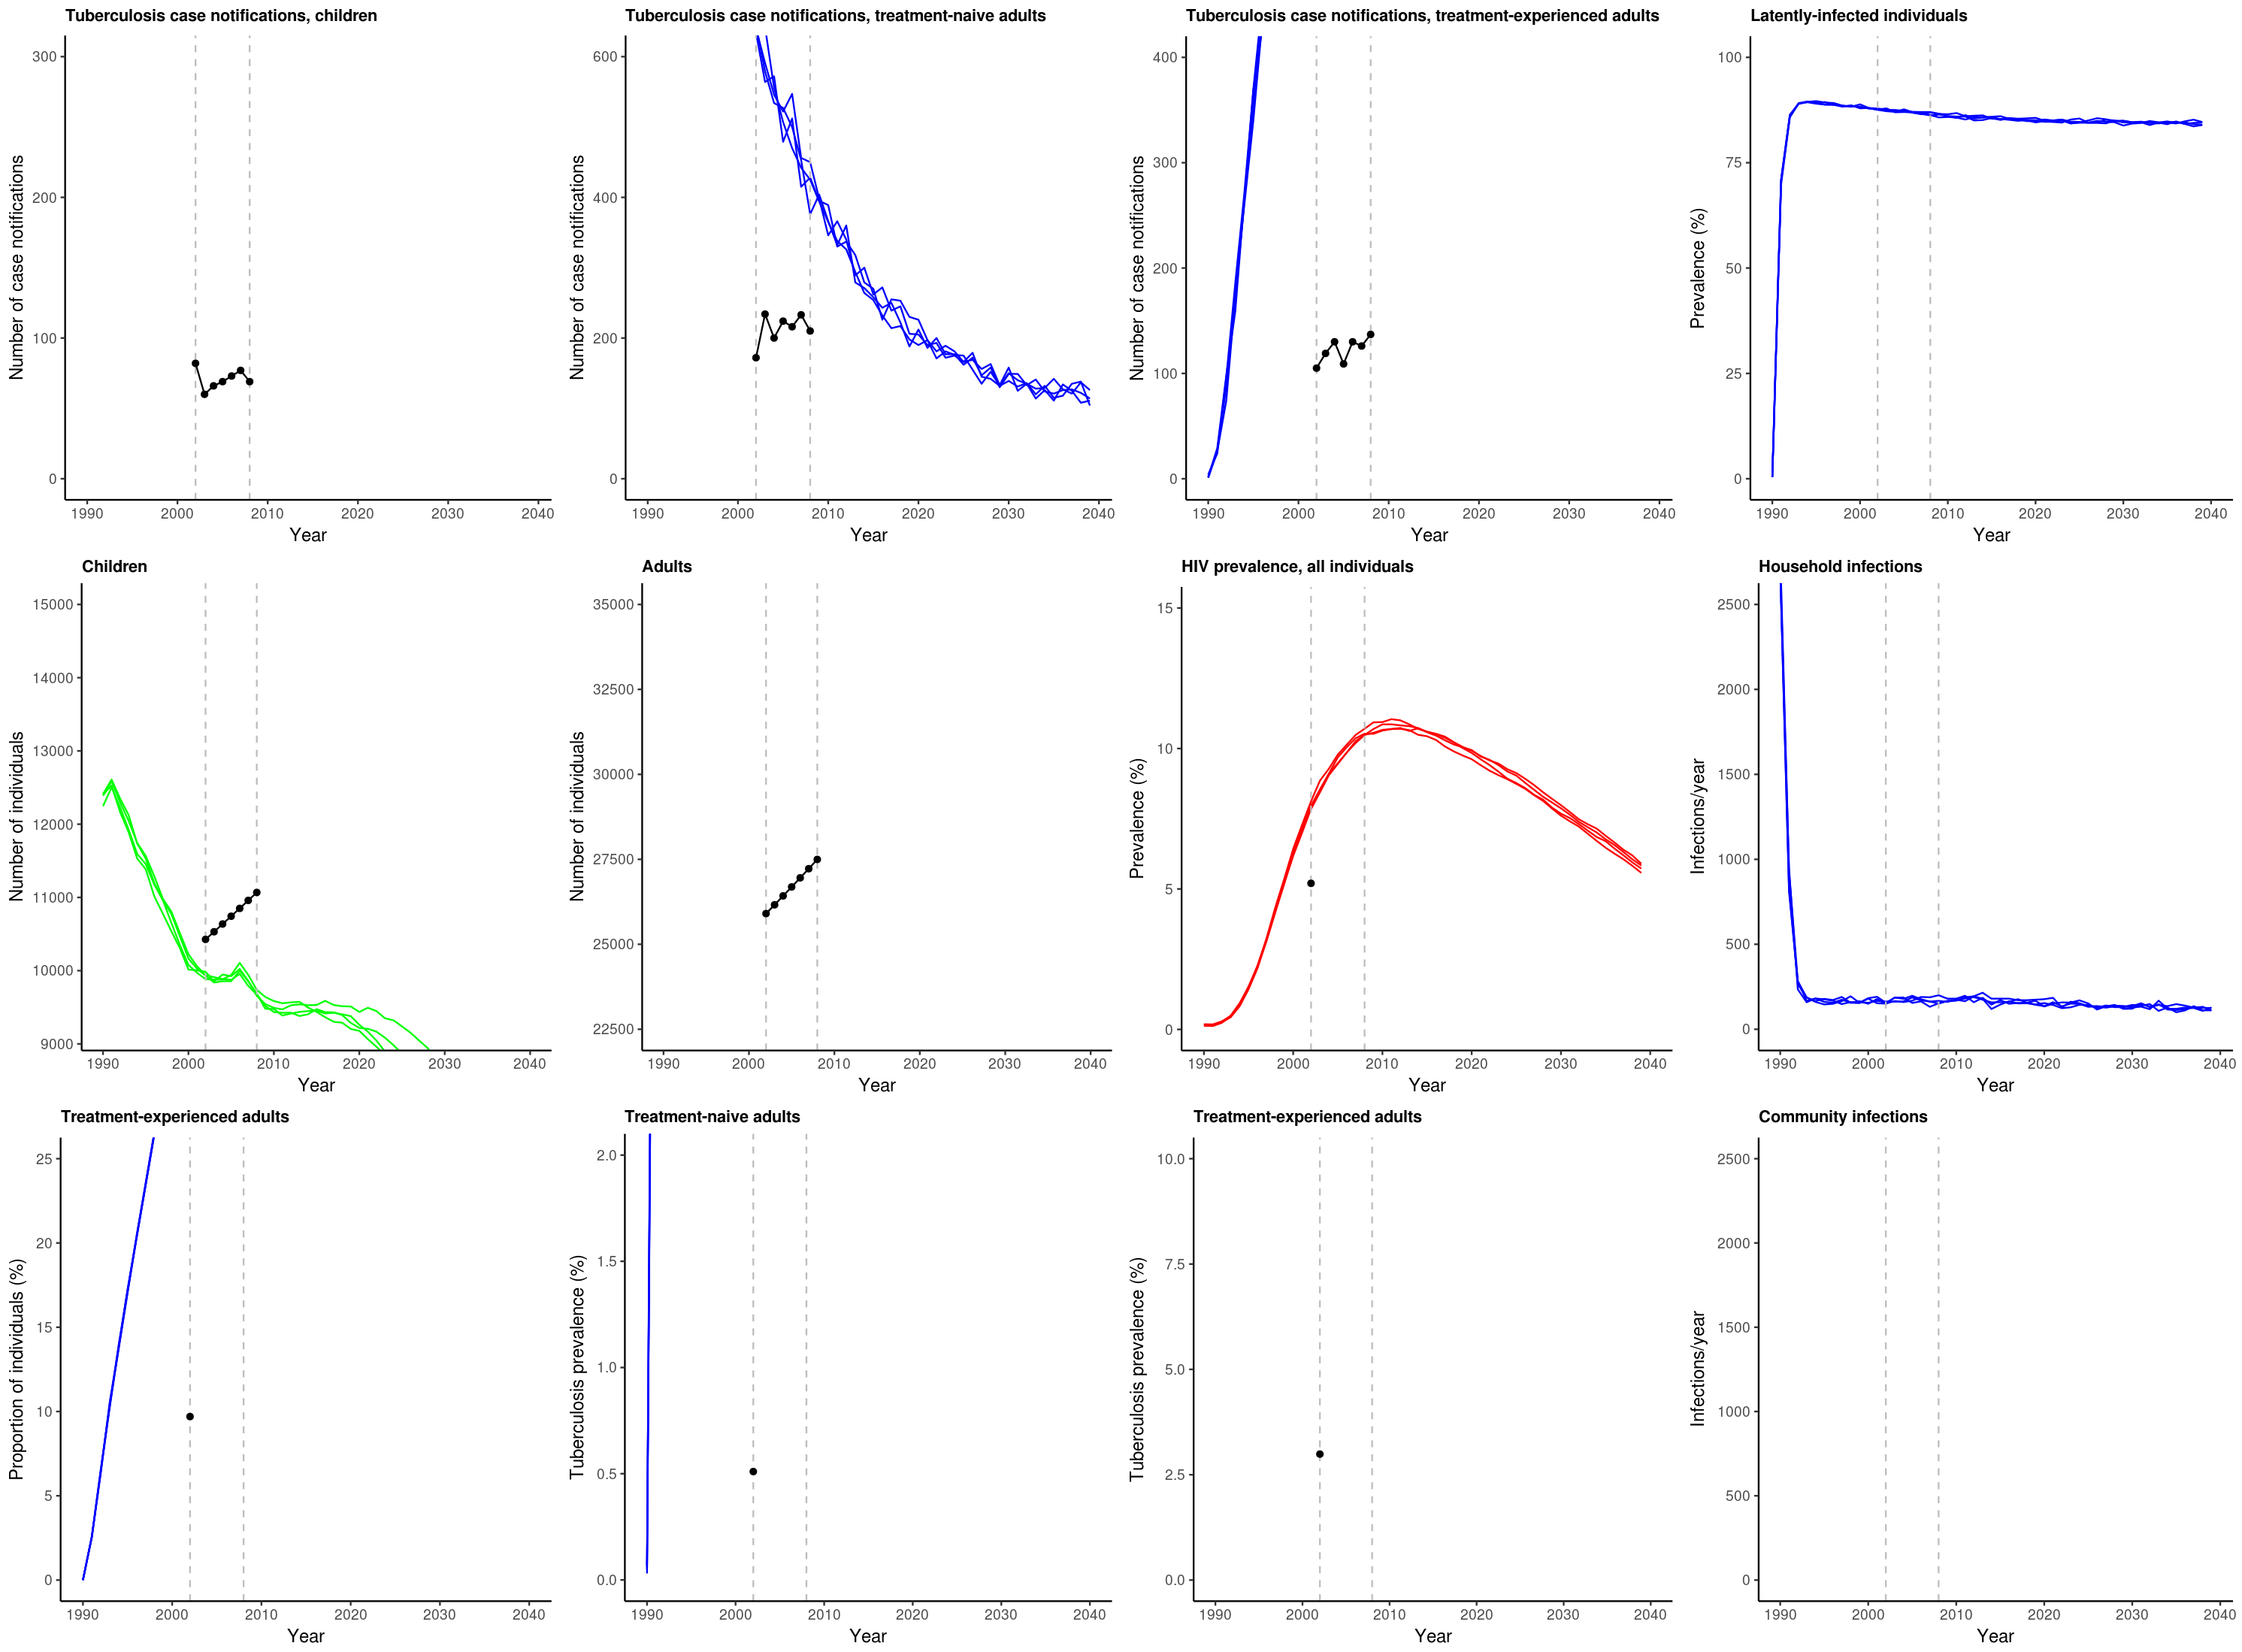 Tuberculosis case notifications, children
Number of case notifications
300
200
100
0
1990 2000 2010 2020 2030 2040
Year
Tuberculosis case notifications, treatment-naive adults
Number of case notifications
600
400
200
0
1990 2000 2010 2020 2030 2040
Year
Tuberculosis case notifications, treatment-experienced adults
Number of case notifications
400
300
200
100
0
1990 2000 2010 2020 2030 2040
Year
Latently-infected individuals
Prevalence (%)
100
75
50
25
0
1990 2000 2010 2020 2030 2040
Year
Children
Number of individuals
15000
14000
13000
12000
11000
10000
9000
1990 2000 2010 2020 2030 2040
Year
Adults
Number of individuals
35000
32500
30000
27500
25000
22500
1990 2000 2010 2020 2030 2040
Year
HIV prevalence, all individuals
Prevalence (%)
15
10
5
0
1990 2000 2010 2020 2030 2040
Year
Household infections
Infections/year
2500
2000
1500
1000
500
0
1990 2000 2010 2020 2030 2040
Year
Treatment-experienced adults
Proportion of individuals (%)
25
20
15
10
5
0
1990 2000 2010 2020 2030 2040
Year
Treatment-naive adults
Tuberculosis prevalence (%)
2.0
1.5
1.0
0.5
0.0
1990 2000 2010 2020 2030 2040
Year
Treatment-experienced adults
Tuberculosis prevalence (%)
10.0
7.5
5.0
2.5
0.0
1990 2000 2010 2020 2030 2040
Year
Community infections
Infections/year
2500
2000
1500
1000
500
0
1990 2000 2010 2020 2030 2040
Year